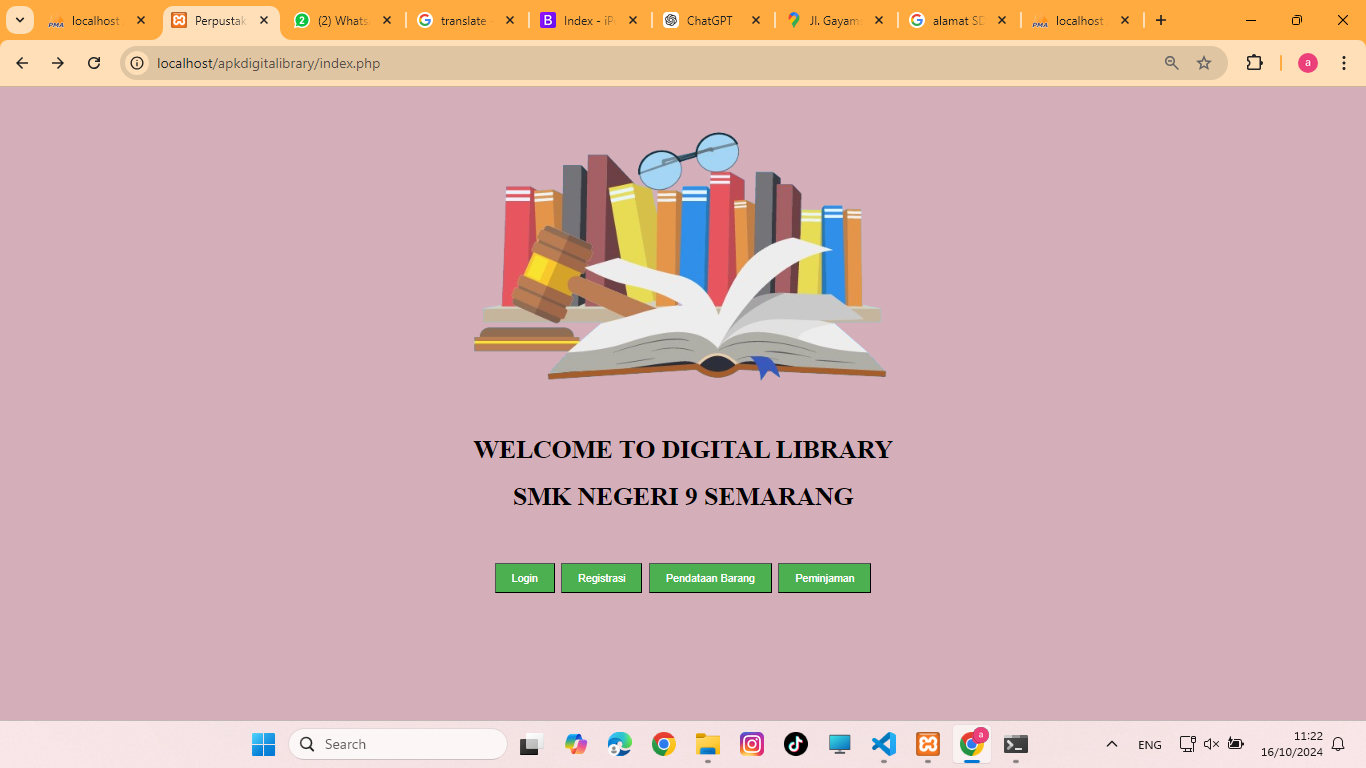 localhost
Perpustak
(2) Whats
translate
Index - iP
ChatGPT
Jl. Gayam
alamat SD
localhost
localhost/apkdigitalibrary/index.php
a
WELCOME TO DIGITAL LIBRARY
SMK NEGERI 9 SEMARANG
Login Registrasi Pendataan Barang Peminjaman
Search
a
ENG
11:22
16/10/2024